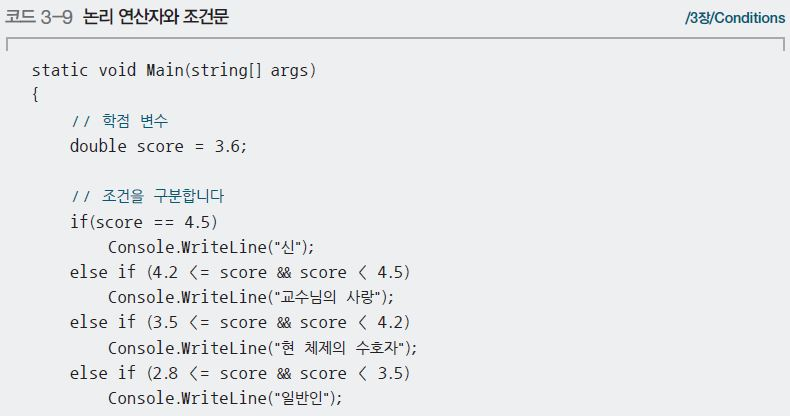 코드 3-9 논리 연산자와 조건문 /3장/Conditions
static void Main(string[] args)
{
// 학점 변수
double score = 3.6;
// 조건을 구분합니다
if(score == 4.5)
Console.WriteLine("신");
else if (4.2 <= score && score < 4.5)
Console.WriteLine("교수님의 사랑");
else if (3.5 <= score && score < 4.2)
Console.WriteLine("현 체제의 수호자");
else if (2.8 <= score && score < 3.5)
Console.WriteLine("일반인");